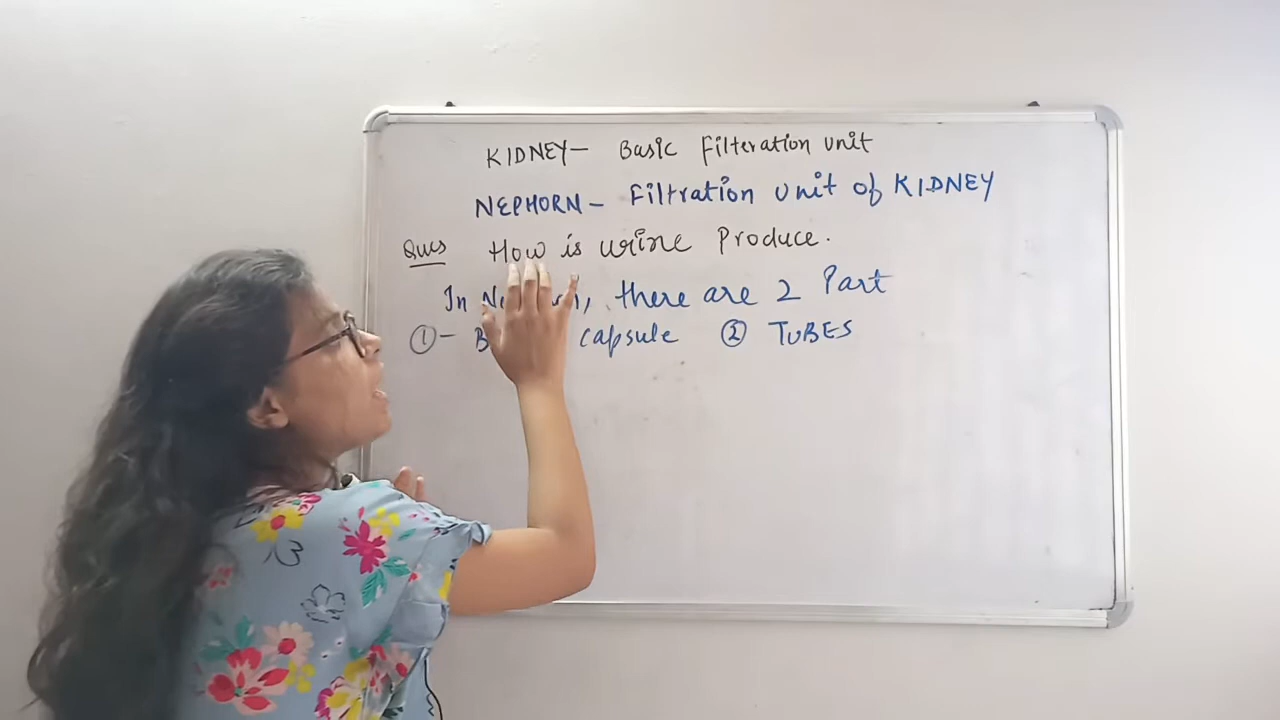 KIDNEY- Basic Filteration unit
NEPHORN- Filtration unit of KIDNEY
Ques How is urine Produce.
In , there are 2 Part
①- capsule ② TUBES